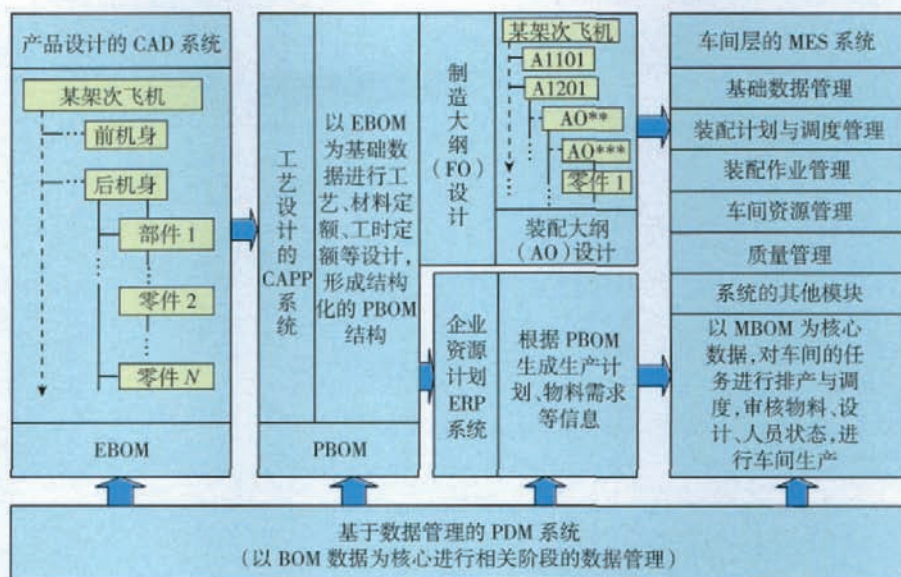 产品设计的 CAD 系统
某架次飞机
前机身
后机身
部件 1
零件 2
零件 N
EBOM
工艺设计的 CAPP 系统
以 EBOM
为基础数
据进行工
艺、材料定
额、工时定
额等设计，
形成结构
化的 PBOM
结构
PBOM
制造大纲(FO)设计
某架次飞机
A1101
A1201
AO**
AO***
零件 1
装配大纲
(AO)设计
企业
资源计划
ERP
系统
根据 PBOM
生成生产计
划、物料需求
等信息
车间层的 MES 系统
基础数据管理
装配计划与调度管理
装配作业管理
车间资源管理
质量管理
系统的其他模块
以 MBOM 为核心
数据，对车间的任
务进行排产与调
度，审核物料、设
计、人员状态，进
行车间生产
基于数据管理的 PDM 系统
(以 BOM 数据为核心进行相关阶段的数据管理)